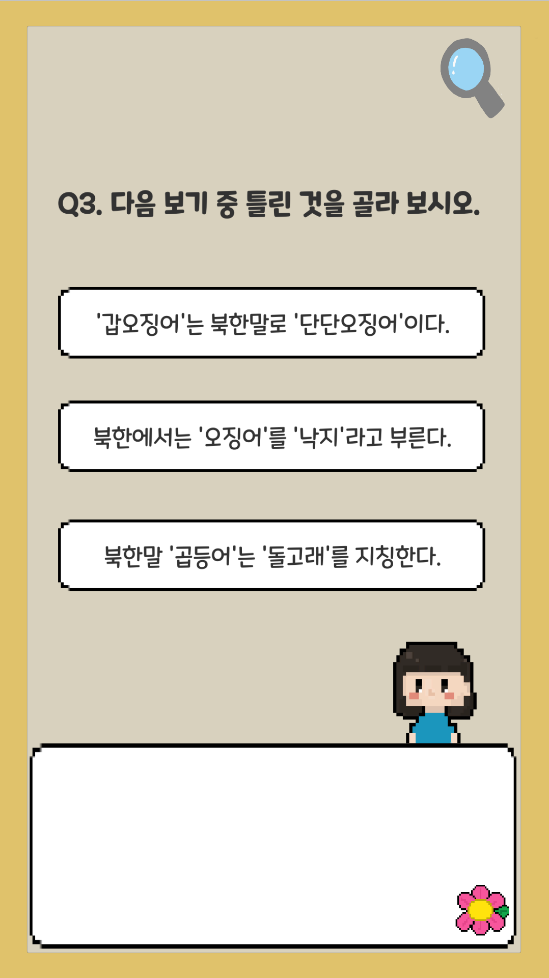 Q3. 다음 보기 중 틀린 것을 골라 보시오.
'갑오징어'는 북한말로 '단단오징어'이다.
북한에서는 '오징어'를 '낙지'라고 부른다.
북한말 '곱등어'는 '돌고래'를 지칭한다.